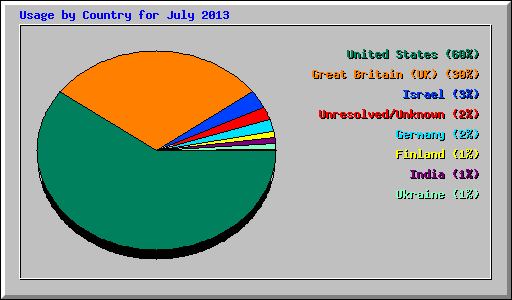 Usage by Country for July 2013
United States (60%)
Great Britain (UK) (30%)
Israel (3%)
Unresolved/Unknown (2%)
Germany (2%)
Finland (1%)
India (1%)
Ukraine (1%)